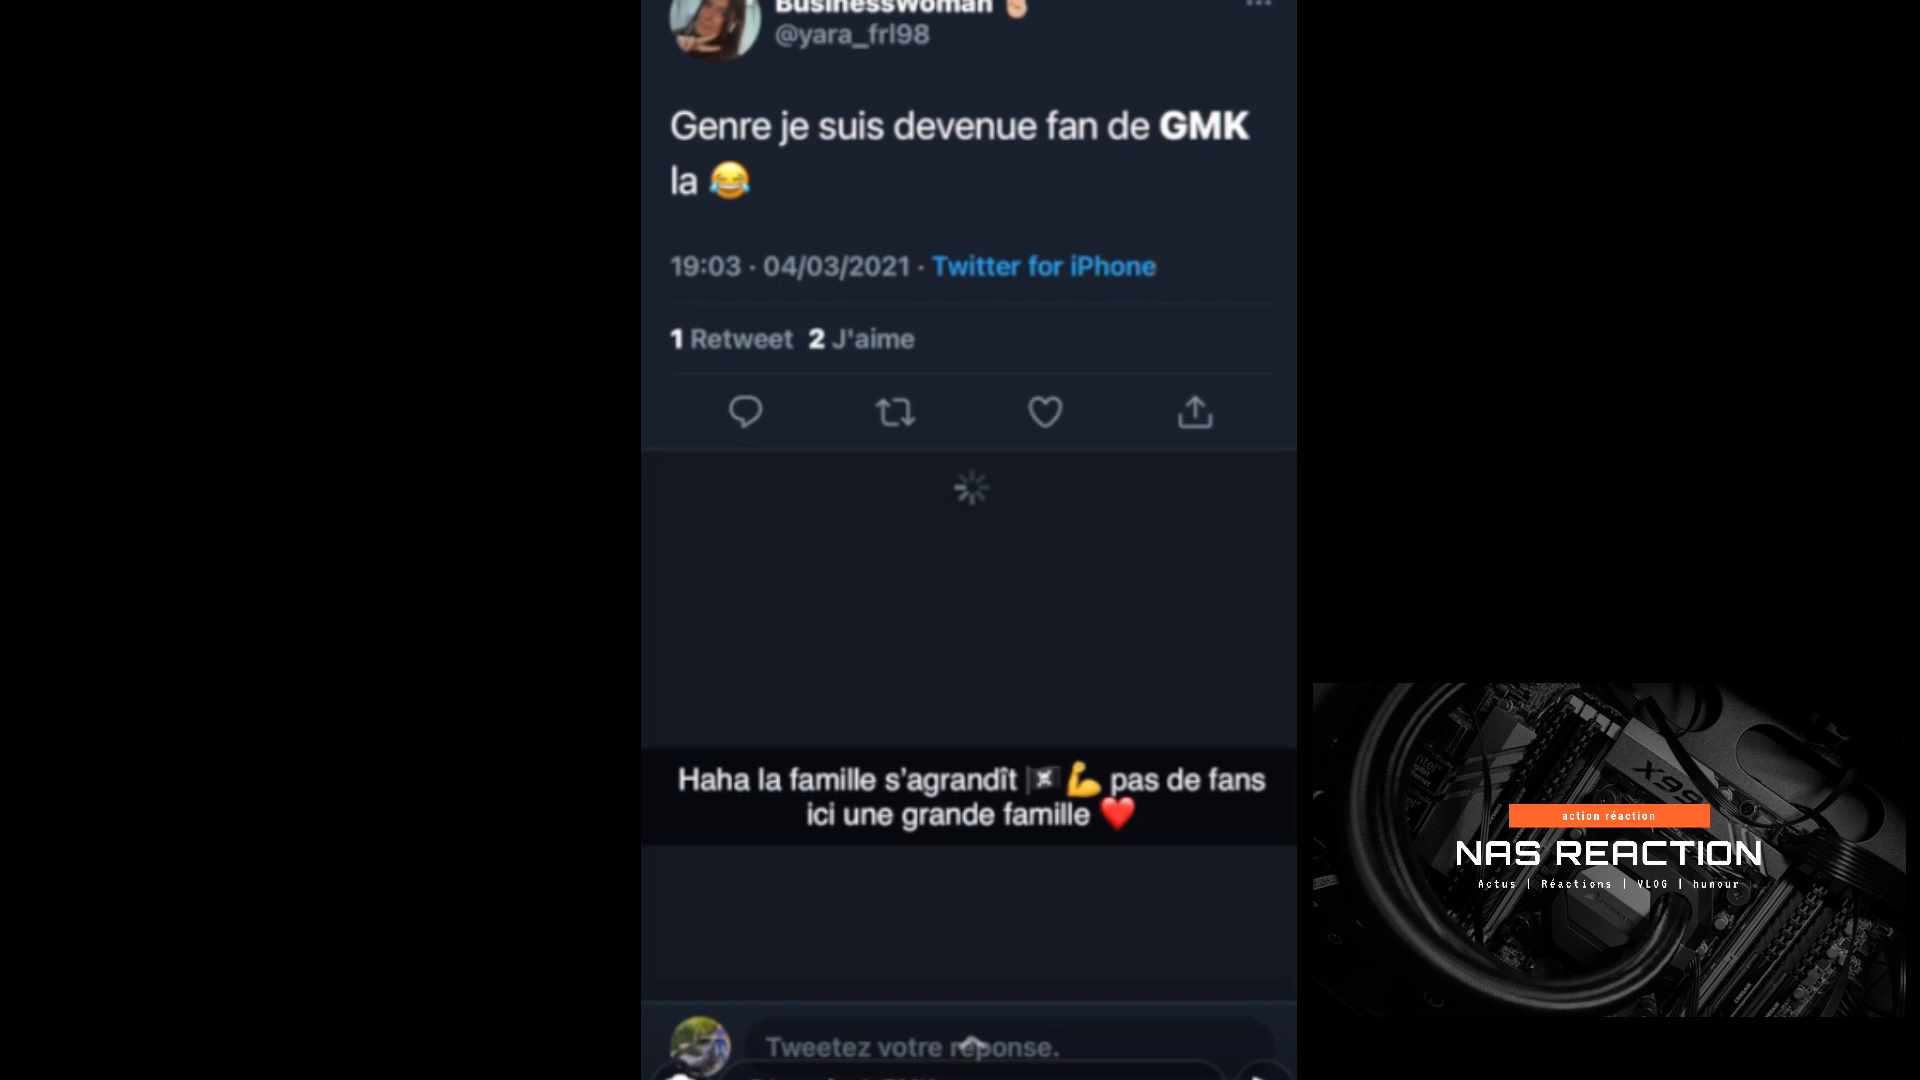 BusinessWoman
@yara_frl98
Genre je suis devenue fan de GMK
la 😂
19:03 · 04/03/2021 · Twitter for iPhone
1 Retweet 2 J'aime
Haha la famille s’agrandît 🏴‍☠️💪 pas de fans
ici une grande famille ❤️
Tweetez votre réponse.
X99
action réaction
NAS REACTION
Actus | Réactions | VLOG | humour